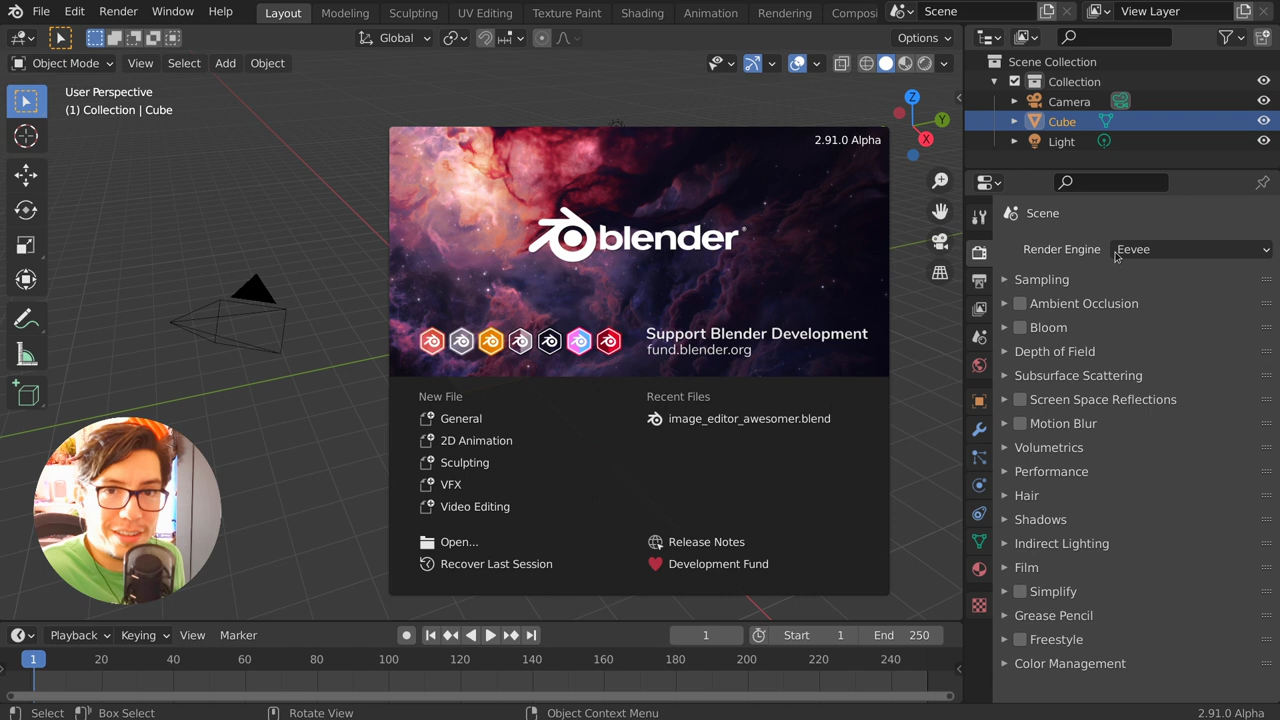 File Edit Render Window Help Layout Modeling Sculpting UV Editing Texture Paint Shading Animation Rendering Composi Scene View Layer
Global Options
Object Mode View Select Add Object
User Perspective
(1) Collection | Cube
Z
Y
X
Scene Collection
Collection
Camera
Cube
Light
Scene
Render Engine Eevee
Sampling
Ambient Occlusion
Bloom
Depth of Field
Subsurface Scattering
Screen Space Reflections
Motion Blur
Volumetrics
Performance
Hair
Shadows
Indirect Lighting
Film
Simplify
Grease Pencil
Freestyle
Color Management
2.91.0 Alpha
blender
Support Blender Development
fund.blender.org
New File
General
2D Animation
Sculpting
VFX
Video Editing
Open...
Recover Last Session
Recent Files
image_editor_awesomer.blend
Release Notes
Development Fund
Playback Keying View Marker 1 Start 1 End 250
1 20 40 60 80 100 120 140 160 180 200 220 240
Select Box Select Rotate View Object Context Menu 2.91.0 Alpha